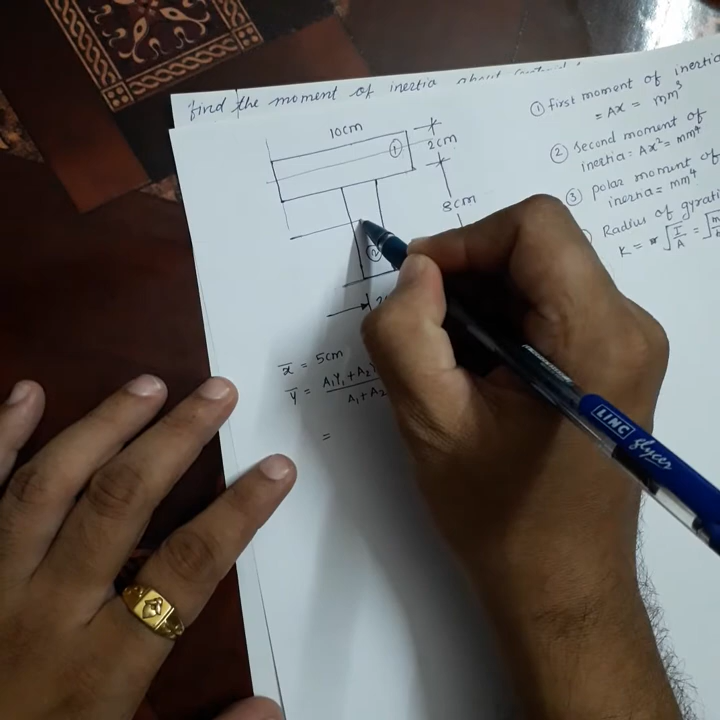 find the moment of inertia about
10cm
1
2cm
8cm
2
x̄ = 5cm
ȳ = A₁Y₁ + A₂
A₁ + A₂
=
① first moment of inertia
= Ax = mm³
② second moment of
inertia = Ax² = mm⁴
③ polar moment of
inertia = mm⁴
Radius of
K = √I/A = √
LINC glycer